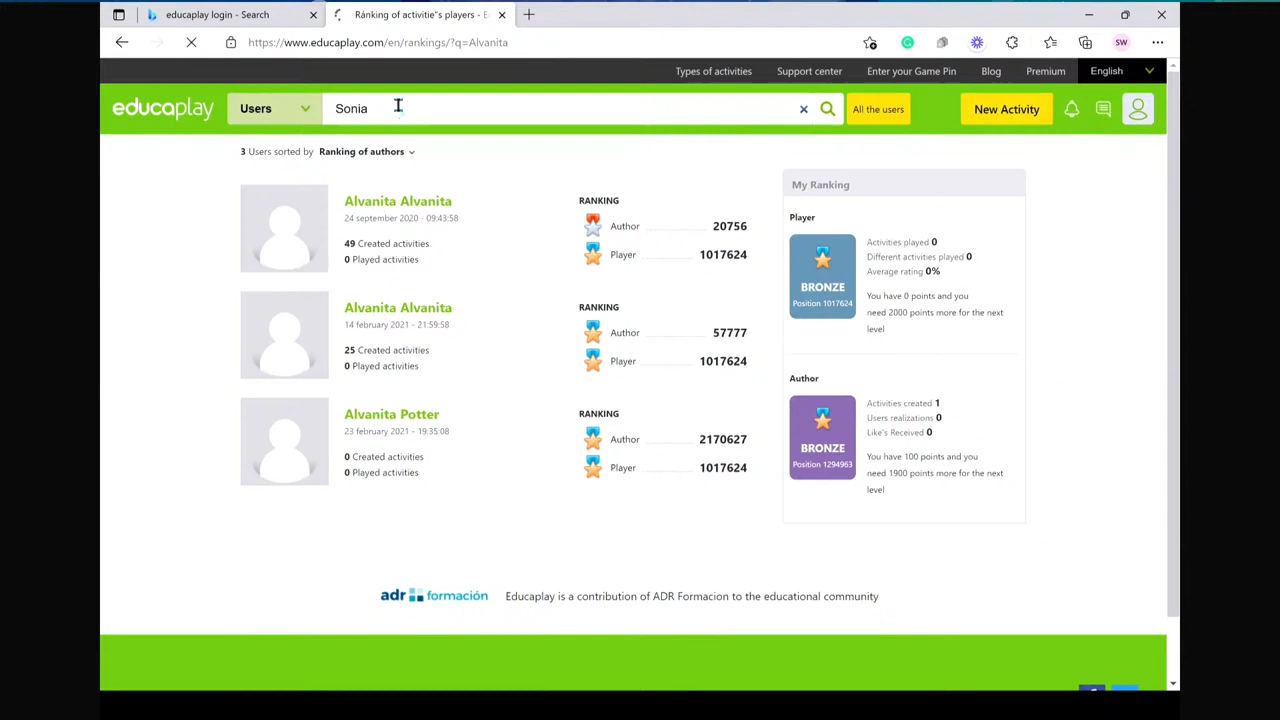 educaplay login - Search
Ránking of activitie"s players - E
https://www.educaplay.com/en/rankings/?q=Alvanita
SW
Types of activities
Support center
Enter your Game Pin
Blog
Premium
English
educaplay
Users
Sonia
All the users
New Activity
3 Users sorted by Ranking of authors
Alvanita Alvanita
24 september 2020 - 09:43:58
49 Created activities
0 Played activities
RANKING
Author 20756
Player 1017624
Alvanita Alvanita
14 february 2021 - 21:59:58
25 Created activities
0 Played activities
RANKING
Author 57777
Player 1017624
Alvanita Potter
23 february 2021 - 19:35:08
0 Created activities
0 Played activities
RANKING
Author 2170627
Player 1017624
My Ranking
Player
BRONZE
Position 1017624
Activities played 0
Different activities played 0
Average rating 0%
You have 0 points and you
need 2000 points more for the next
level
Author
BRONZE
Position 1294963
Activities created 1
Users realizations 0
Like's Received 0
You have 100 points and you
need 1900 points more for the next
level
adr formación
Educaplay is a contribution of ADR Formacion to the educational community